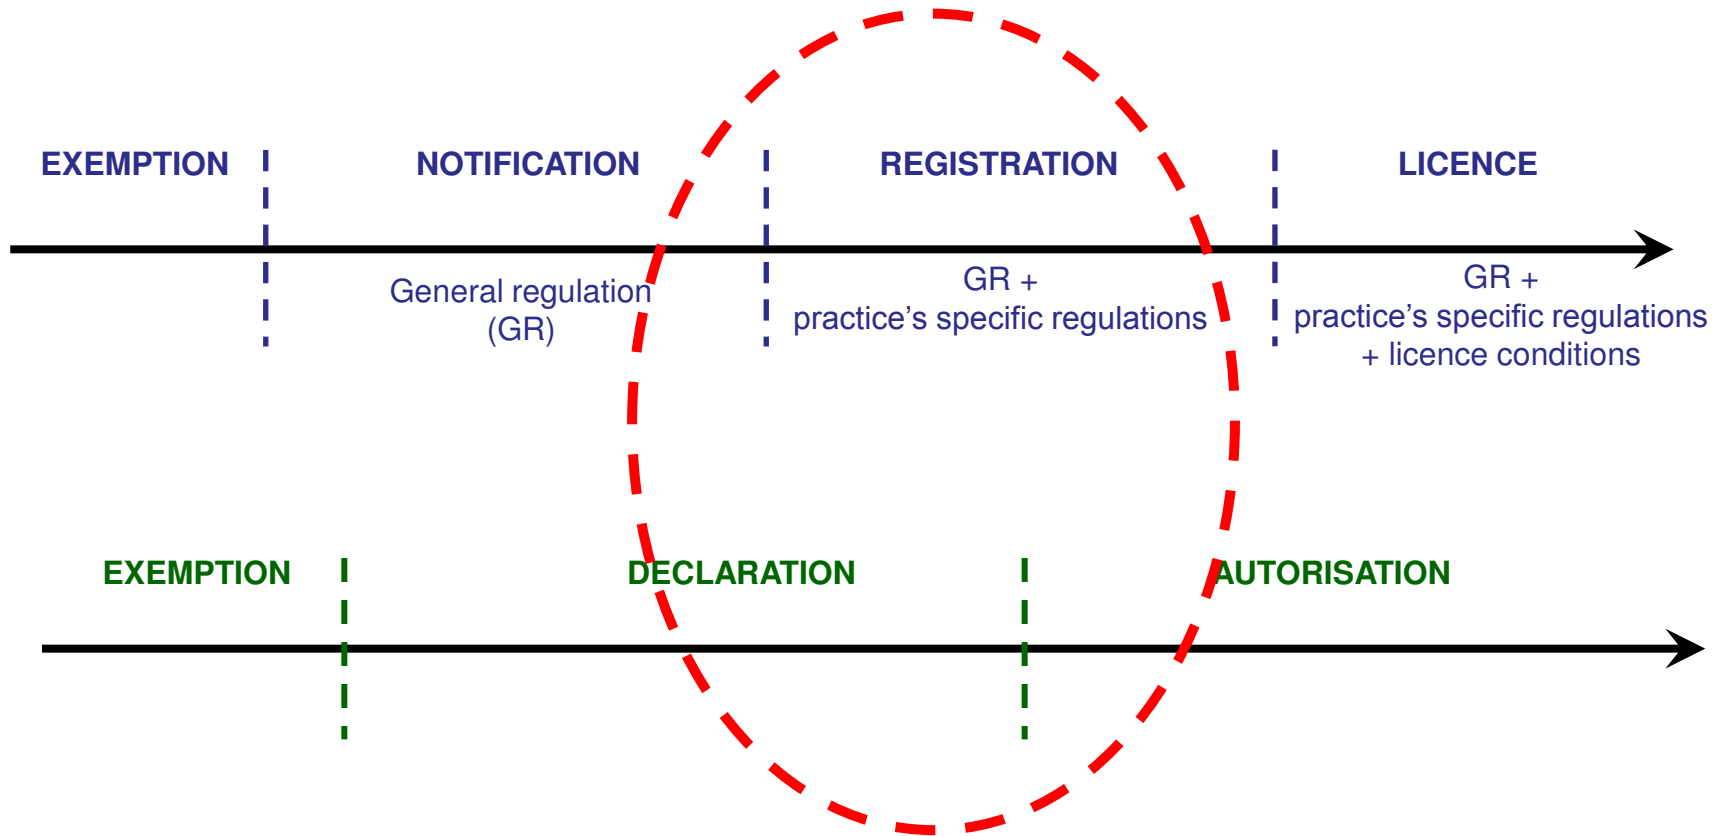 EXEMPTION
NOTIFICATION
REGISTRATION
LICENCE
General regulation
(GR)
GR +
practice's specific regulations
GR +
practice's specific regulations
+ licence conditions
EXEMPTION
DECLARATION
AUTORISATION